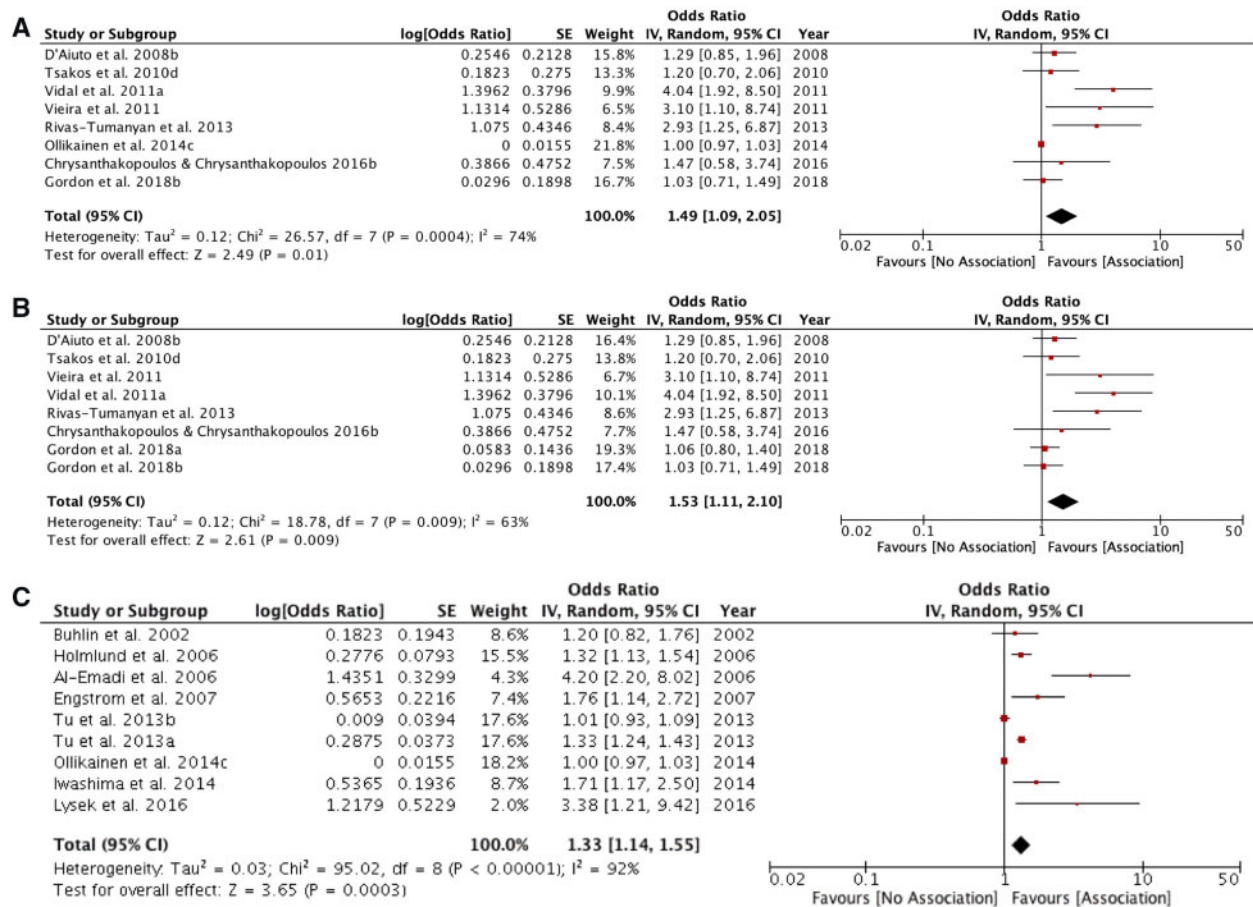 A
Odds Ratio Odds Ratio
Study or Subgroup log[Odds Ratio] SE Weight IV, Random, 95% CI Year IV, Random, 95% CI
D'Aiuto et al. 2008b 0.2546 0.2128 15.8% 1.29 [0.85, 1.96] 2008
Tsakos et al. 2010d 0.1823 0.275 13.3% 1.20 [0.70, 2.06] 2010
Vidal et al. 2011a 1.3962 0.3796 9.9% 4.04 [1.92, 8.50] 2011
Vieira et al. 2011 1.1314 0.5286 6.5% 3.10 [1.10, 8.74] 2011
Rivas-Tumanyan et al. 2013 1.075 0.4346 8.4% 2.93 [1.25, 6.87] 2013
Ollikainen et al. 2014c 0 0.0155 21.8% 1.00 [0.97, 1.03] 2014
Chrysanthakopoulos & Chrysanthakopoulos 2016b 0.3866 0.4752 7.5% 1.47 [0.58, 3.74] 2016
Gordon et al. 2018b 0.0296 0.1898 16.7% 1.03 [0.71, 1.49] 2018
Total (95% CI) 100.0% 1.49 [1.09, 2.05]
Heterogeneity: Tau² = 0.12; Chi² = 26.57, df = 7 (P = 0.0004); I² = 74%
Test for overall effect: Z = 2.49 (P = 0.01)
0.02 0.1 1 10 50
Favours [No Association] Favours [Association]
B
Odds Ratio Odds Ratio
Study or Subgroup log[Odds Ratio] SE Weight IV, Random, 95% CI Year IV, Random, 95% CI
D'Aiuto et al. 2008b 0.2546 0.2128 16.4% 1.29 [0.85, 1.96] 2008
Tsakos et al. 2010d 0.1823 0.275 13.8% 1.20 [0.70, 2.06] 2010
Vieira et al. 2011 1.1314 0.5286 6.7% 3.10 [1.10, 8.74] 2011
Vidal et al. 2011a 1.3962 0.3796 10.1% 4.04 [1.92, 8.50] 2011
Rivas-Tumanyan et al. 2013 1.075 0.4346 8.6% 2.93 [1.25, 6.87] 2013
Chrysanthakopoulos & Chrysanthakopoulos 2016b 0.3866 0.4752 7.7% 1.47 [0.58, 3.74] 2016
Gordon et al. 2018a 0.0583 0.1436 19.3% 1.06 [0.80, 1.40] 2018
Gordon et al. 2018b 0.0296 0.1898 17.4% 1.03 [0.71, 1.49] 2018
Total (95% CI) 100.0% 1.53 [1.11, 2.10]
Heterogeneity: Tau² = 0.12; Chi² = 18.78, df = 7 (P = 0.009); I² = 63%
Test for overall effect: Z = 2.61 (P = 0.009)
0.02 0.1 1 10 50
Favours [No Association] Favours [Association]
C
Odds Ratio Odds Ratio
Study or Subgroup log[Odds Ratio] SE Weight IV, Random, 95% CI Year IV, Random, 95% CI
Buhlin et al. 2002 0.1823 0.1943 8.6% 1.20 [0.82, 1.76] 2002
Holmlund et al. 2006 0.2776 0.0793 15.5% 1.32 [1.13, 1.54] 2006
Al-Emadi et al. 2006 1.4351 0.3299 4.3% 4.20 [2.20, 8.02] 2006
Engstrom et al. 2007 0.5653 0.2216 7.4% 1.76 [1.14, 2.72] 2007
Tu et al. 2013b 0.009 0.0394 17.6% 1.01 [0.93, 1.09] 2013
Tu et al. 2013a 0.2875 0.0373 17.6% 1.33 [1.24, 1.43] 2013
Ollikainen et al. 2014c 0 0.0155 18.2% 1.00 [0.97, 1.03] 2014
Iwashima et al. 2014 0.5365 0.1936 8.7% 1.71 [1.17, 2.50] 2014
Lysek et al. 2016 1.2179 0.5229 2.0% 3.38 [1.21, 9.42] 2016
Total (95% CI) 100.0% 1.33 [1.14, 1.55]
Heterogeneity: Tau² = 0.03; Chi² = 95.02, df = 8 (P < 0.00001); I² = 92%
Test for overall effect: Z = 3.65 (P = 0.0003)
0.02 0.1 1 10 50
Favours [No Association] Favours [Association]